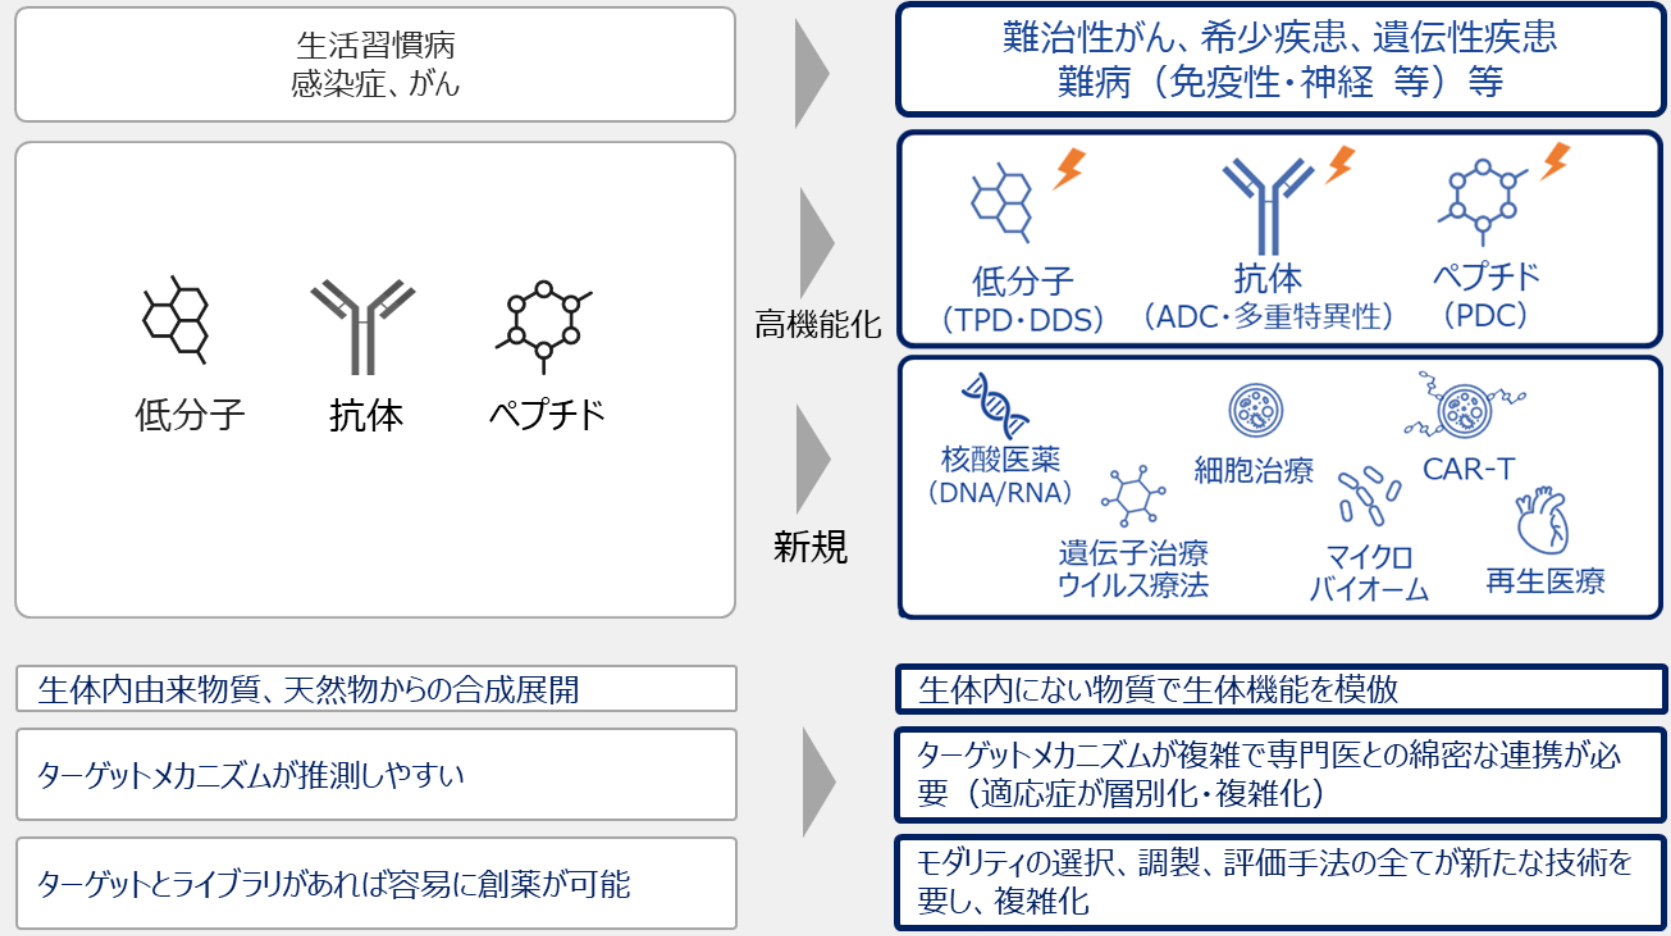 生活習慣病
感染症、がん
難治性がん、希少疾患、遺伝性疾患
難病（免疫性・神経 等）等
低分子
抗体
ペプチド
高機能化
低分子
（TPD・DDS）
抗体
（ADC・多重特異性）
ペプチド
（PDC）
新規
核酸医薬
（DNA/RNA）
細胞治療
CAR-T
遺伝子治療
ウイルス療法
マイクロ
バイオーム
再生医療
生体内由来物質、天然物からの合成展開
生体内にない物質で生体機能を模倣
ターゲットメカニズムが推測しやすい
ターゲットメカニズムが複雑で専門医との綿密な連携が必
要（適応症が層別化・複雑化）
ターゲットとライブラリがあれば容易に創薬が可能
モダリティの選択、調製、評価手法の全てが新たな技術を
要し、複雑化